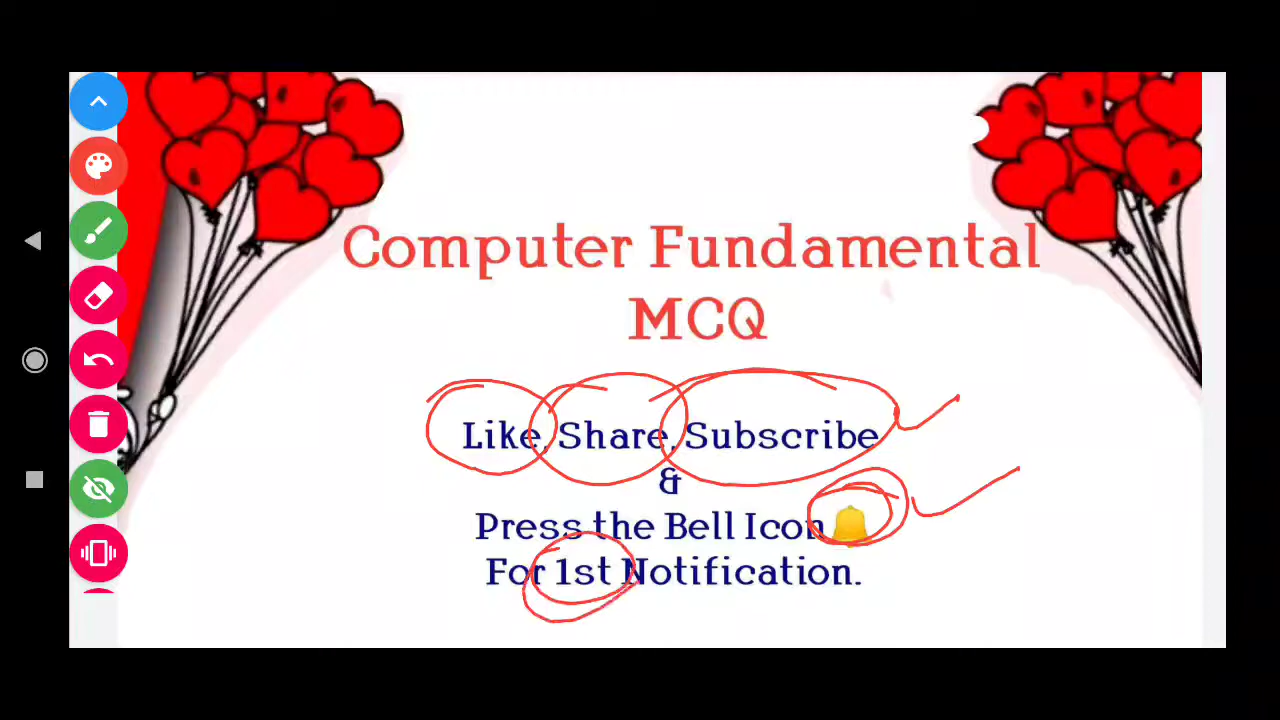 Computer Fundamental
MCQ
Like, Share, Subscribe
&
Press the Bell Icon🔔
For 1st Notification.